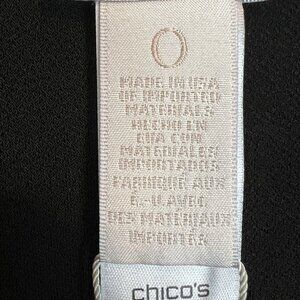 0
MADE IN USA
OF IMPORTED
MATERIALS
HECHO EN
EUA CON
MATERIALES
IMPORTADOS
FABRIQUÉ AUX
É.-U. AVEC
DES MATÉRIAUX
IMPORTÉS
chico's